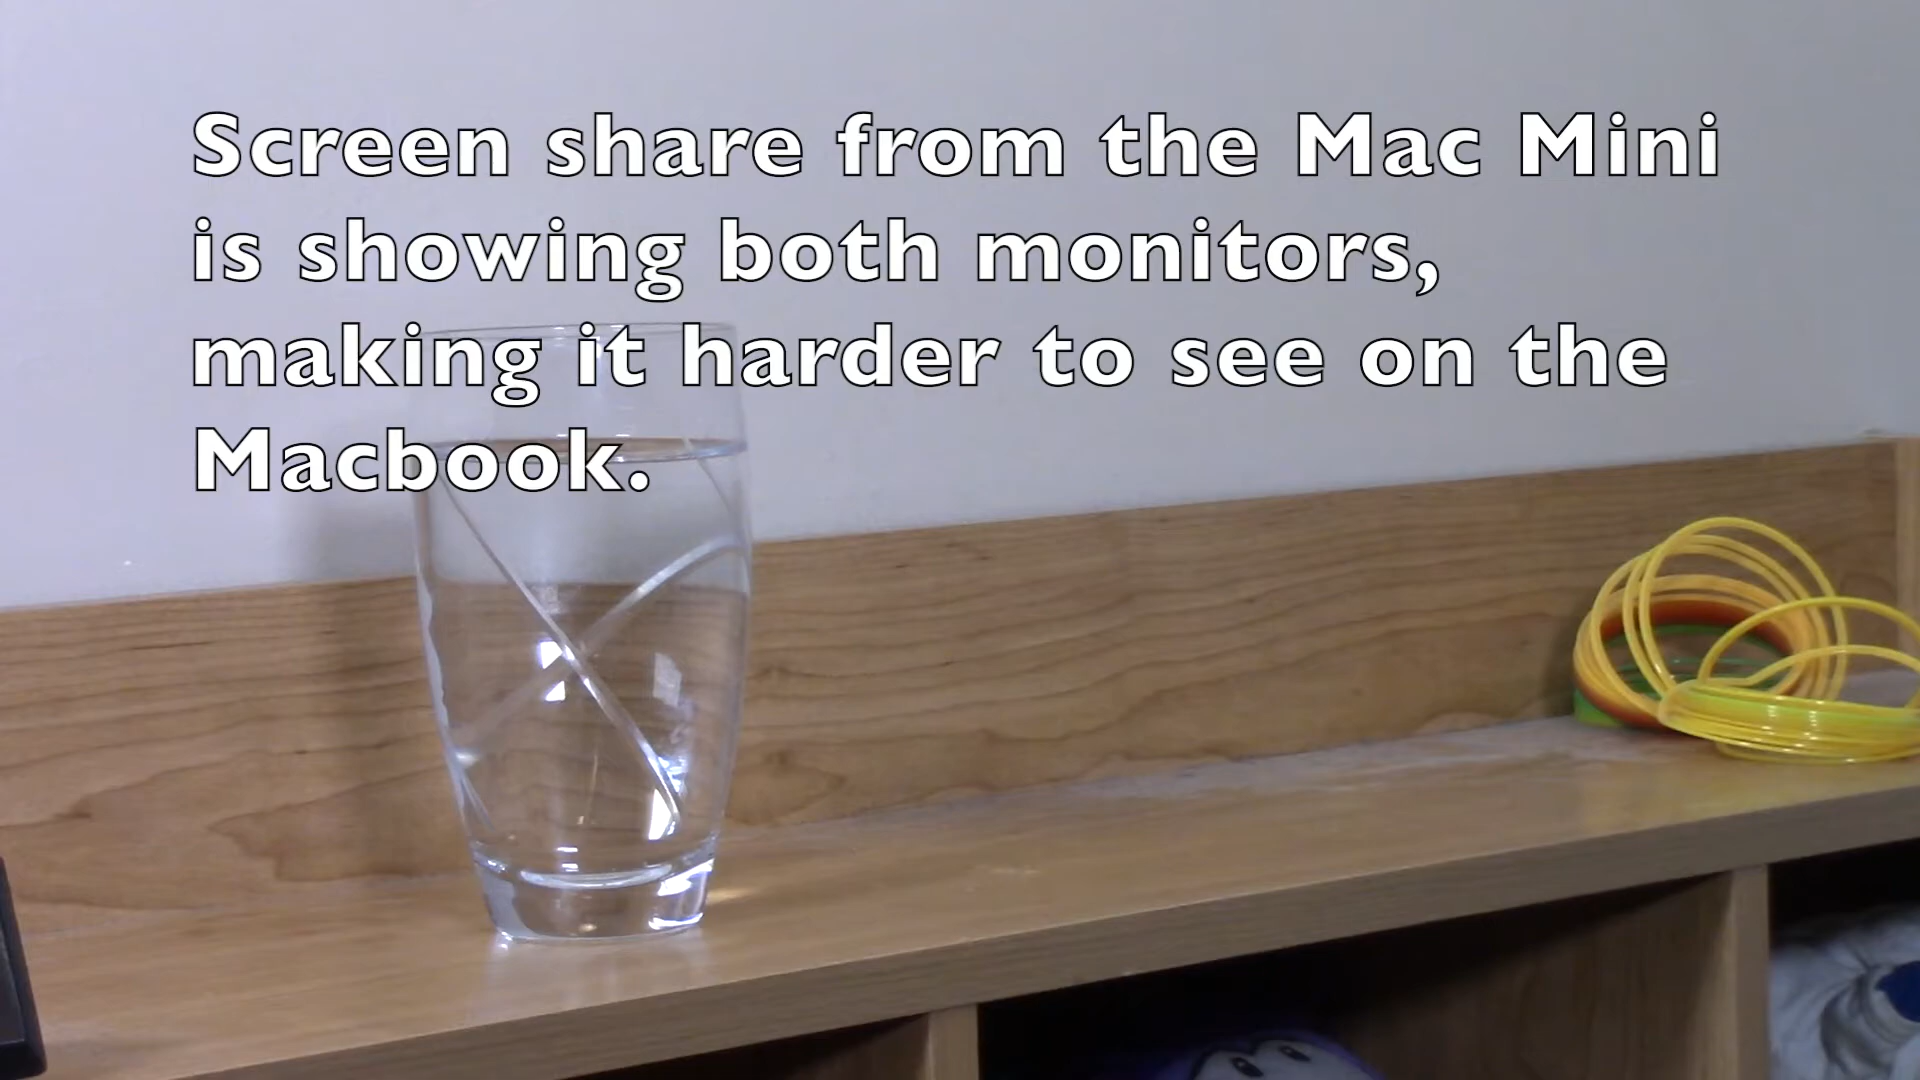 Screen share from the Mac Mini
is showing both monitors,
making it harder to see on the
Macbook.